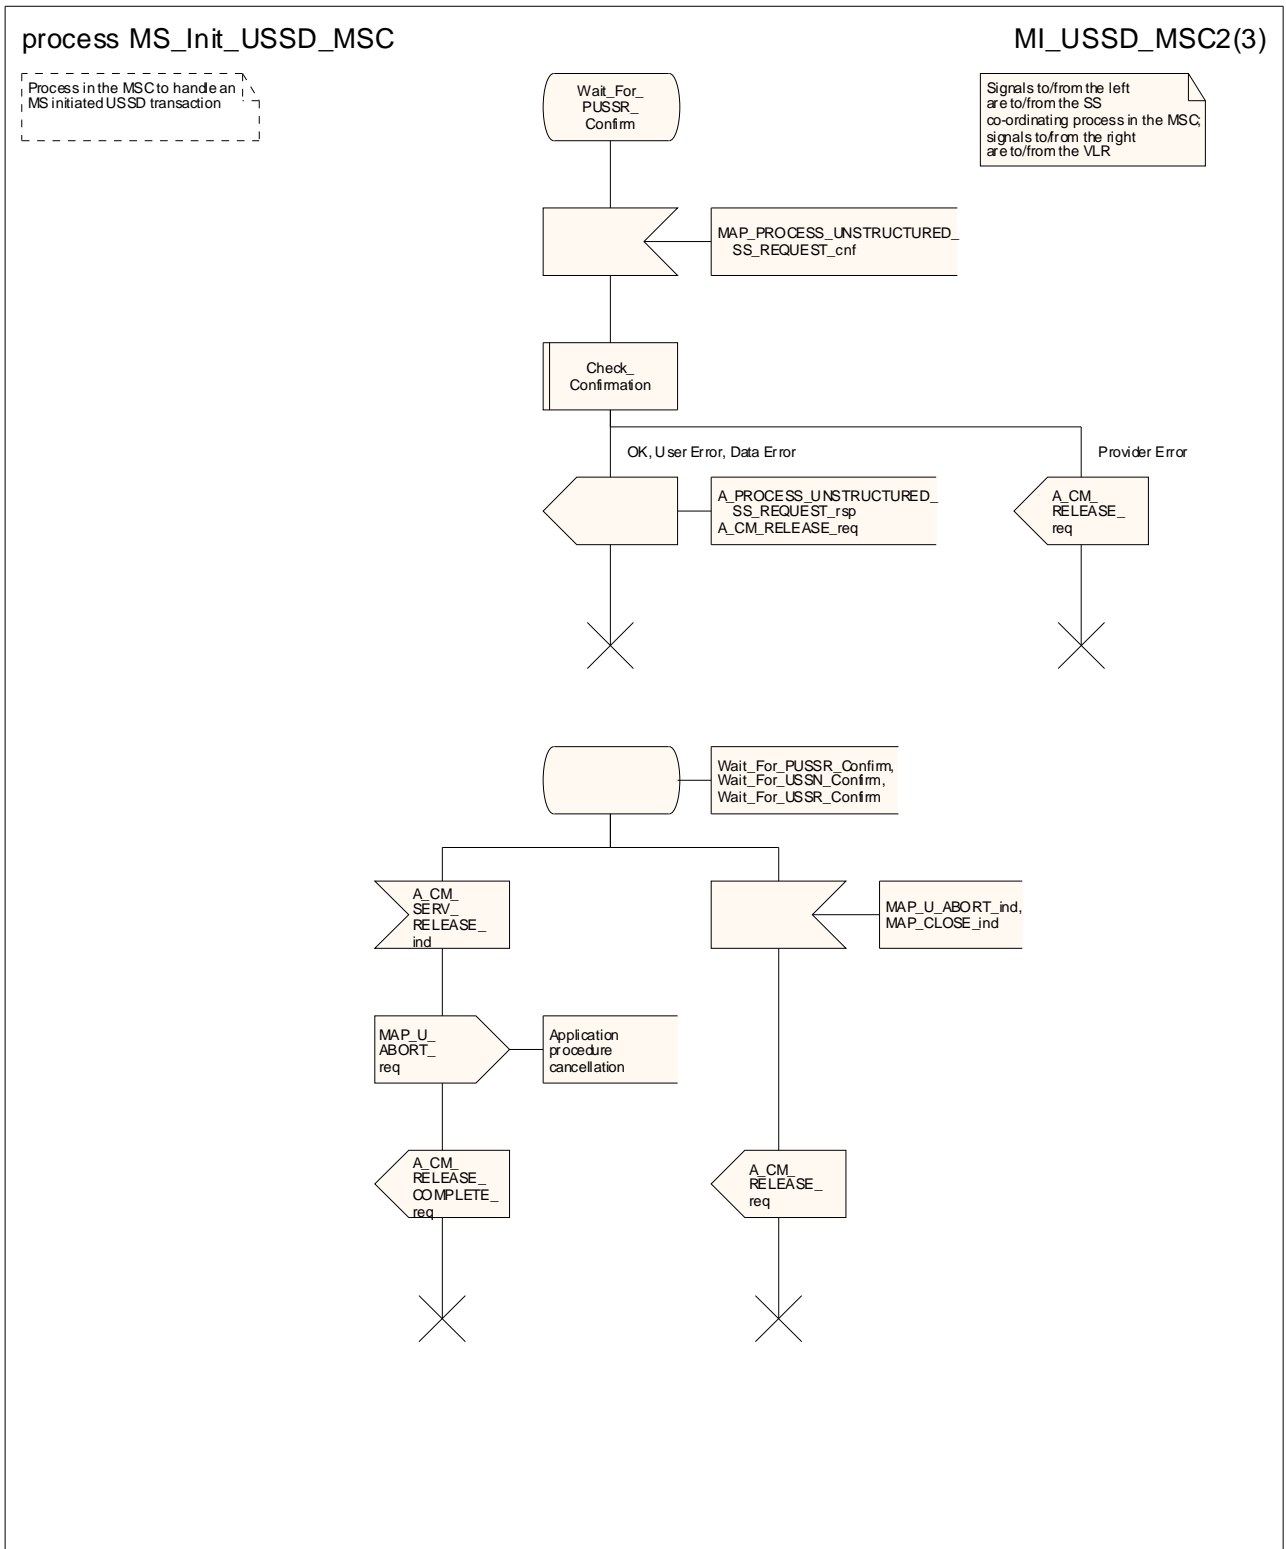 process MS_Init_USSD_MSC
MI_USSD_MSC2(3)
Process in the MSC to handle an
MS initiated USSD transaction
Wait_For_
PUSSR_
Confirm
Signals to/from the left
are to/from the SS
co-ordinating process in the MSC;
signals to/from the right
are to/from the VLR
MAP_PROCESS_UNSTRUCTURED_
SS_REQUEST_cnf
Check_
Confirmation
OK, User Error, Data Error
Provider Error
A_PROCESS_UNSTRUCTURED_
SS_REQUEST_rsp
A_CM_RELEASE_req
A_CM_
RELEASE_
req
Wait_For_PUSSR_Confirm,
Wait_For_USSN_Confirm,
Wait_For_USSR_Confirm
A_CM_
SERV_
RELEASE_
ind
MAP_U_ABORT_ind,
MAP_CLOSE_ind
MAP_U_
ABORT_
req
Application
procedure
cancellation
A_CM_
RELEASE_
COMPLETE_
req
A_CM_
RELEASE_
req